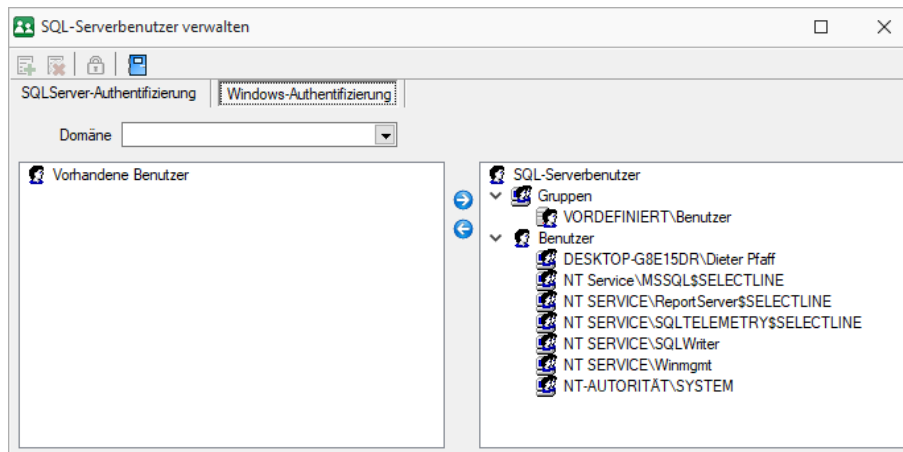 SQL-Serverbenutzer verwalten
SQLServer-Authentifizierung
Windows-Authentifizierung
Domäne
Vorhandene Benutzer
SQL-Serverbenutzer
Gruppen
VORDEFINIERT\Benutzer
Benutzer
DESKTOP-G8E15DR\Dieter Pfaff
NT Service\MSSQL$SELECTLINE
NT SERVICE\ReportServer$SELECTLINE
NT SERVICE\SQLTELEMETRY$SELECTLINE
NT SERVICE\SQLWriter
NT SERVICE\Winmgmt
NT-AUTORITÄT\SYSTEM